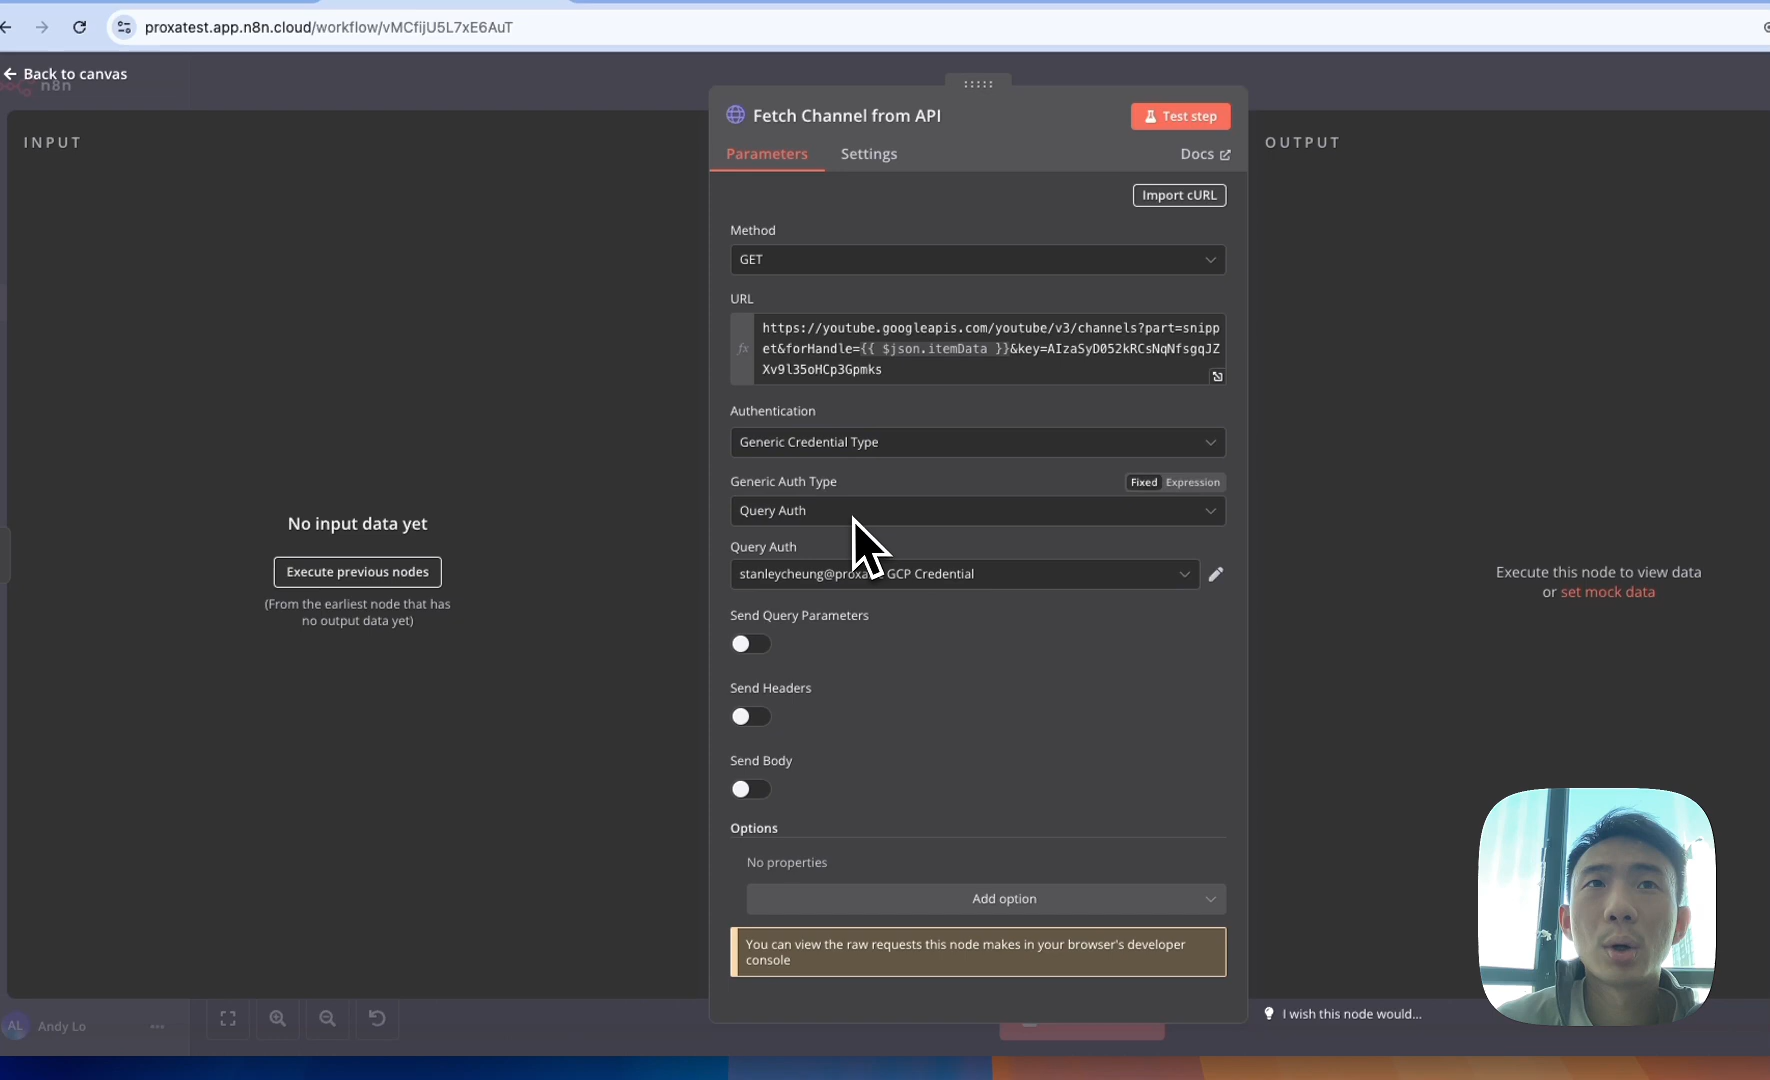 proxatest.app.n8n.cloud/workflow/vMCfijU5L7xE6AuT
Back to canvas
n8n
INPUT
No input data yet
Execute previous nodes
(From the earliest node that has
no output data yet)
Fetch Channel from API
Test step
Parameters
Settings
Docs
Import cURL
Method
GET
URL
fx
https://youtube.googleapis.com/youtube/v3/channels?part=snipp
et&forHandle={{ $json.itemData }}&key=AIzaSyD052kRCsNqNfsgqJZ
Xv9l35oHCp3Gpmks
Authentication
Generic Credential Type
Generic Auth Type
Fixed Expression
Query Auth
Query Auth
stanleycheung@proxa GCP Credential
Send Query Parameters
Send Headers
Send Body
Options
No properties
Add option
You can view the raw requests this node makes in your browser's developer
console
OUTPUT
Execute this node to view data
or set mock data
I wish this node would...
AL Andy Lo